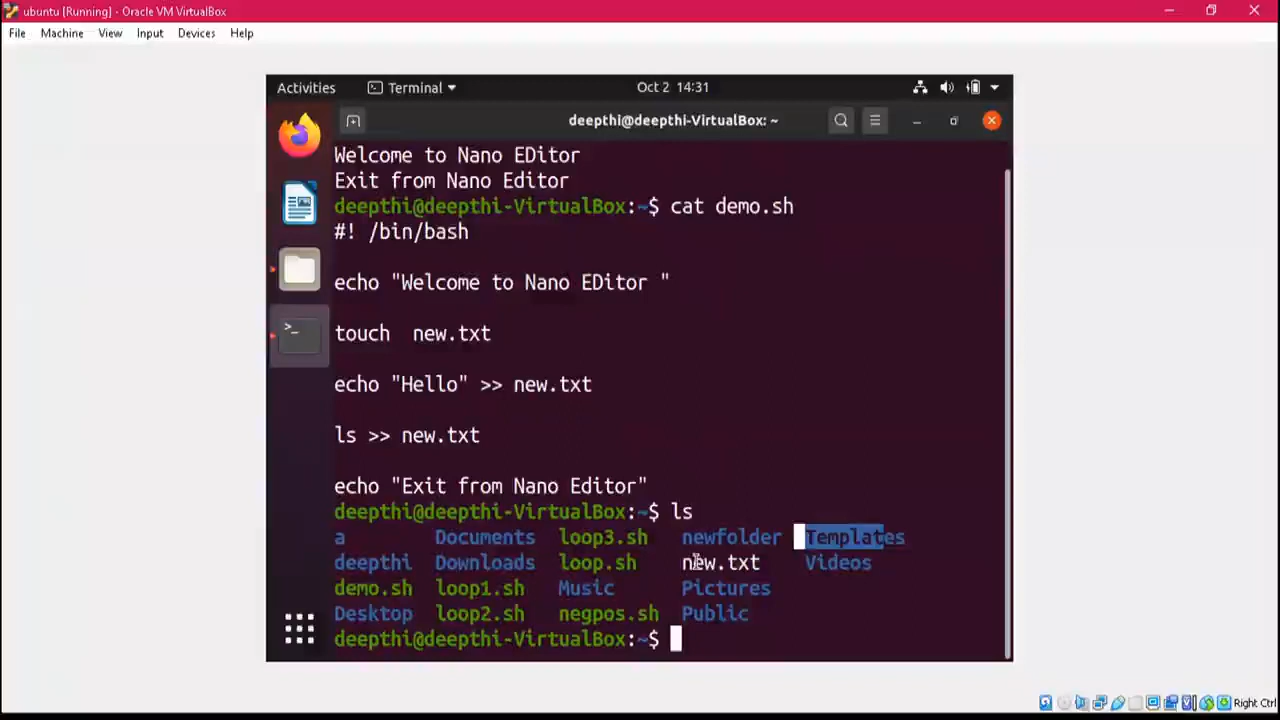 ubuntu [Running] - Oracle VM VirtualBox
File Machine View Input Devices Help
Activities Terminal Oct 2 14:31
deepthi@deepthi-VirtualBox: ~
Welcome to Nano EDitor
Exit from Nano Editor
deepthi@deepthi-VirtualBox:~$ cat demo.sh
#! /bin/bash
echo "Welcome to Nano EDitor "
touch  new.txt
echo "Hello" >> new.txt
ls >> new.txt
echo "Exit from Nano Editor"
deepthi@deepthi-VirtualBox:~$ ls
a Documents loop3.sh newfolder Templates
deepthi Downloads loop.sh new.txt Videos
demo.sh loop1.sh Music Pictures
Desktop loop2.sh negpos.sh Public
deepthi@deepthi-VirtualBox:~$
Right Ctrl